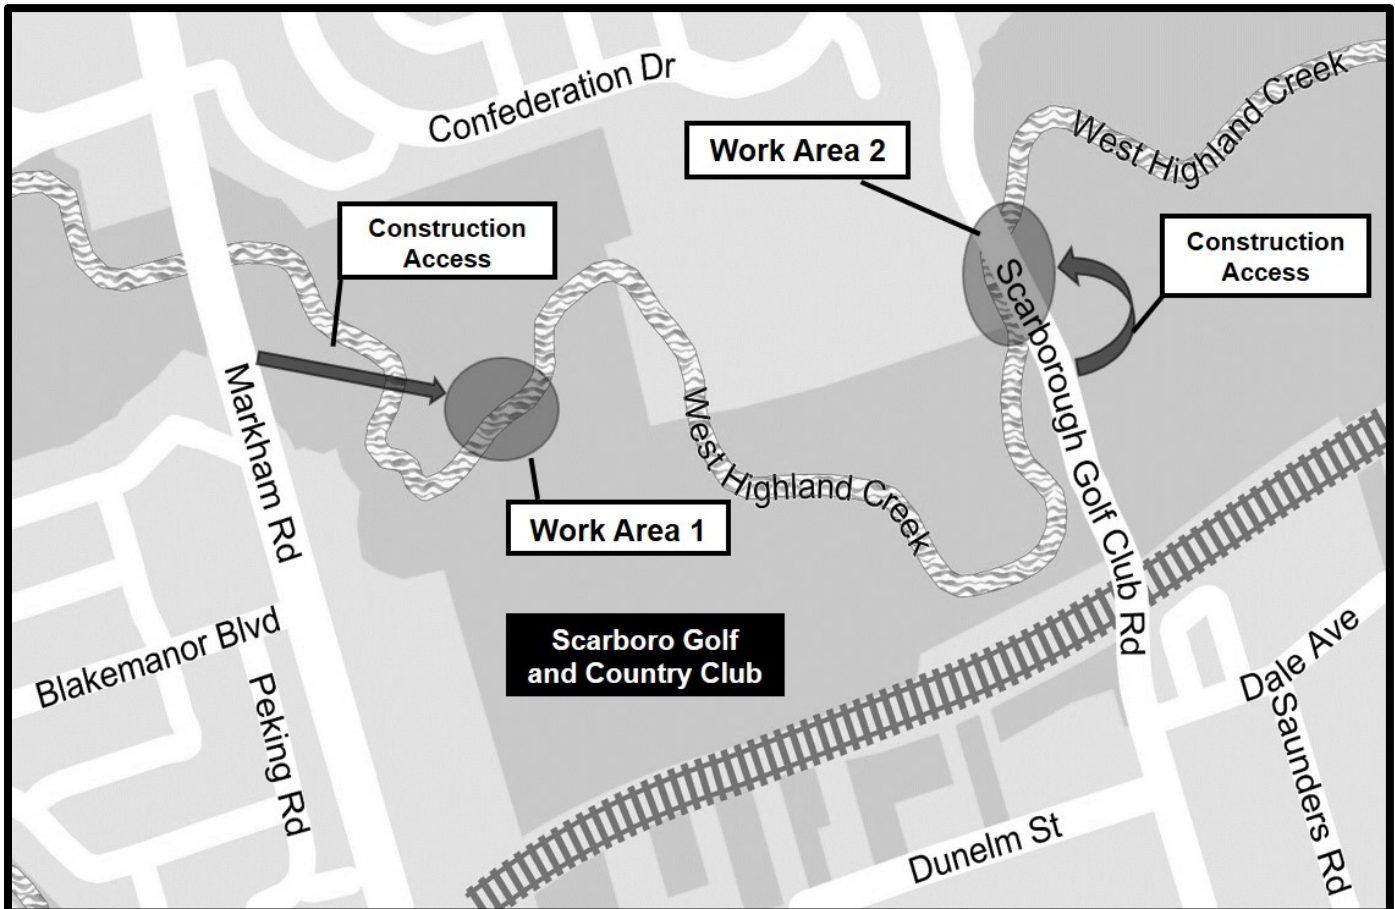 Confederation Dr
Work Area 2
West Highland Creek
Construction
Access
Construction
Access
Scarborough Golf Club Rd
Markham Rd
West Highland Creek
Work Area 1
Scarboro Golf
and Country Club
Blakemanor Blvd
Peking Rd
Dale Ave
Saunders Rd
Dunelm St